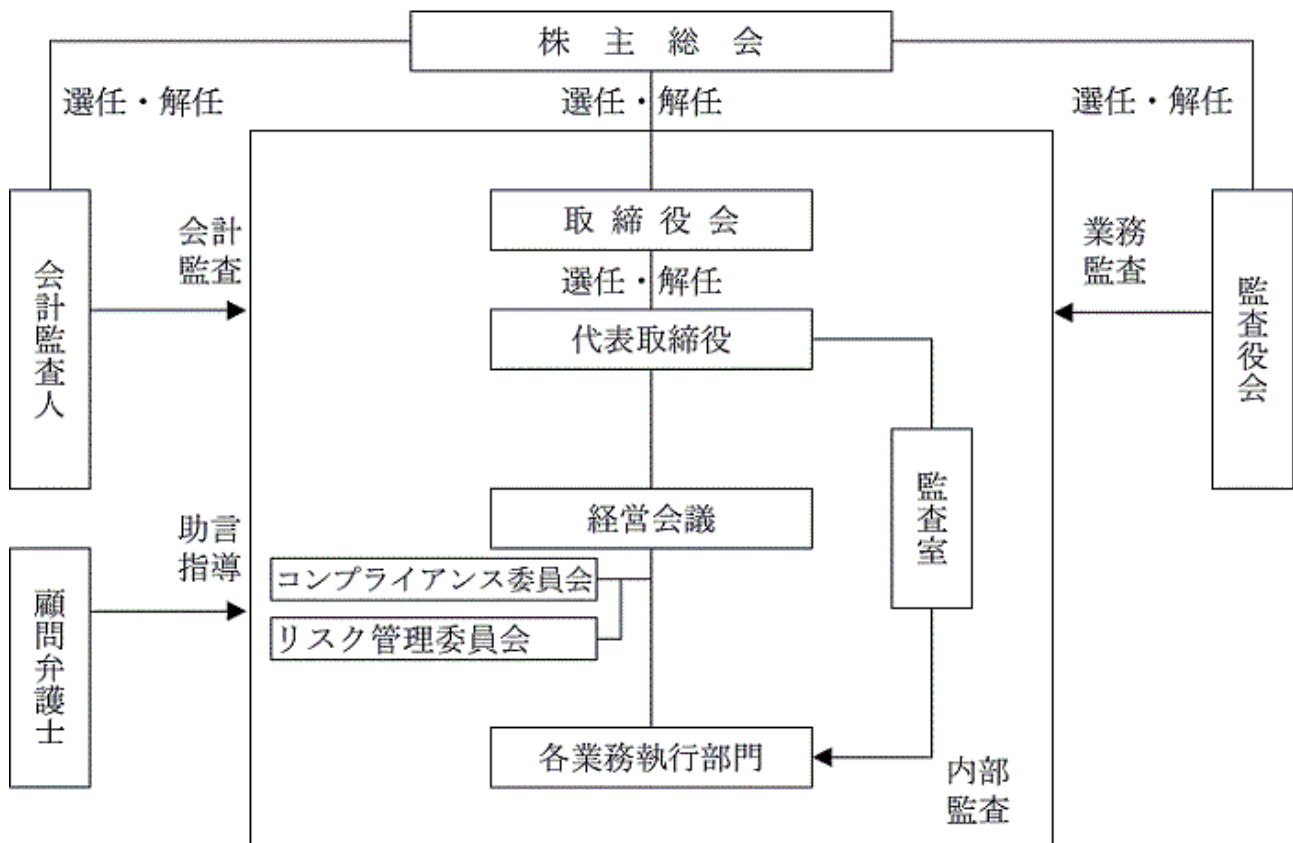 株主総会
選任・解任
選任・解任
選任・解任
取締役会
会計
監査
業務
監査
会計監査人
選任・解任
監査役会
代表取締役
監査室
経営会議
助言
指導
コンプライアンス委員会
顧問弁護士
リスク管理委員会
各業務執行部門
内部
監査